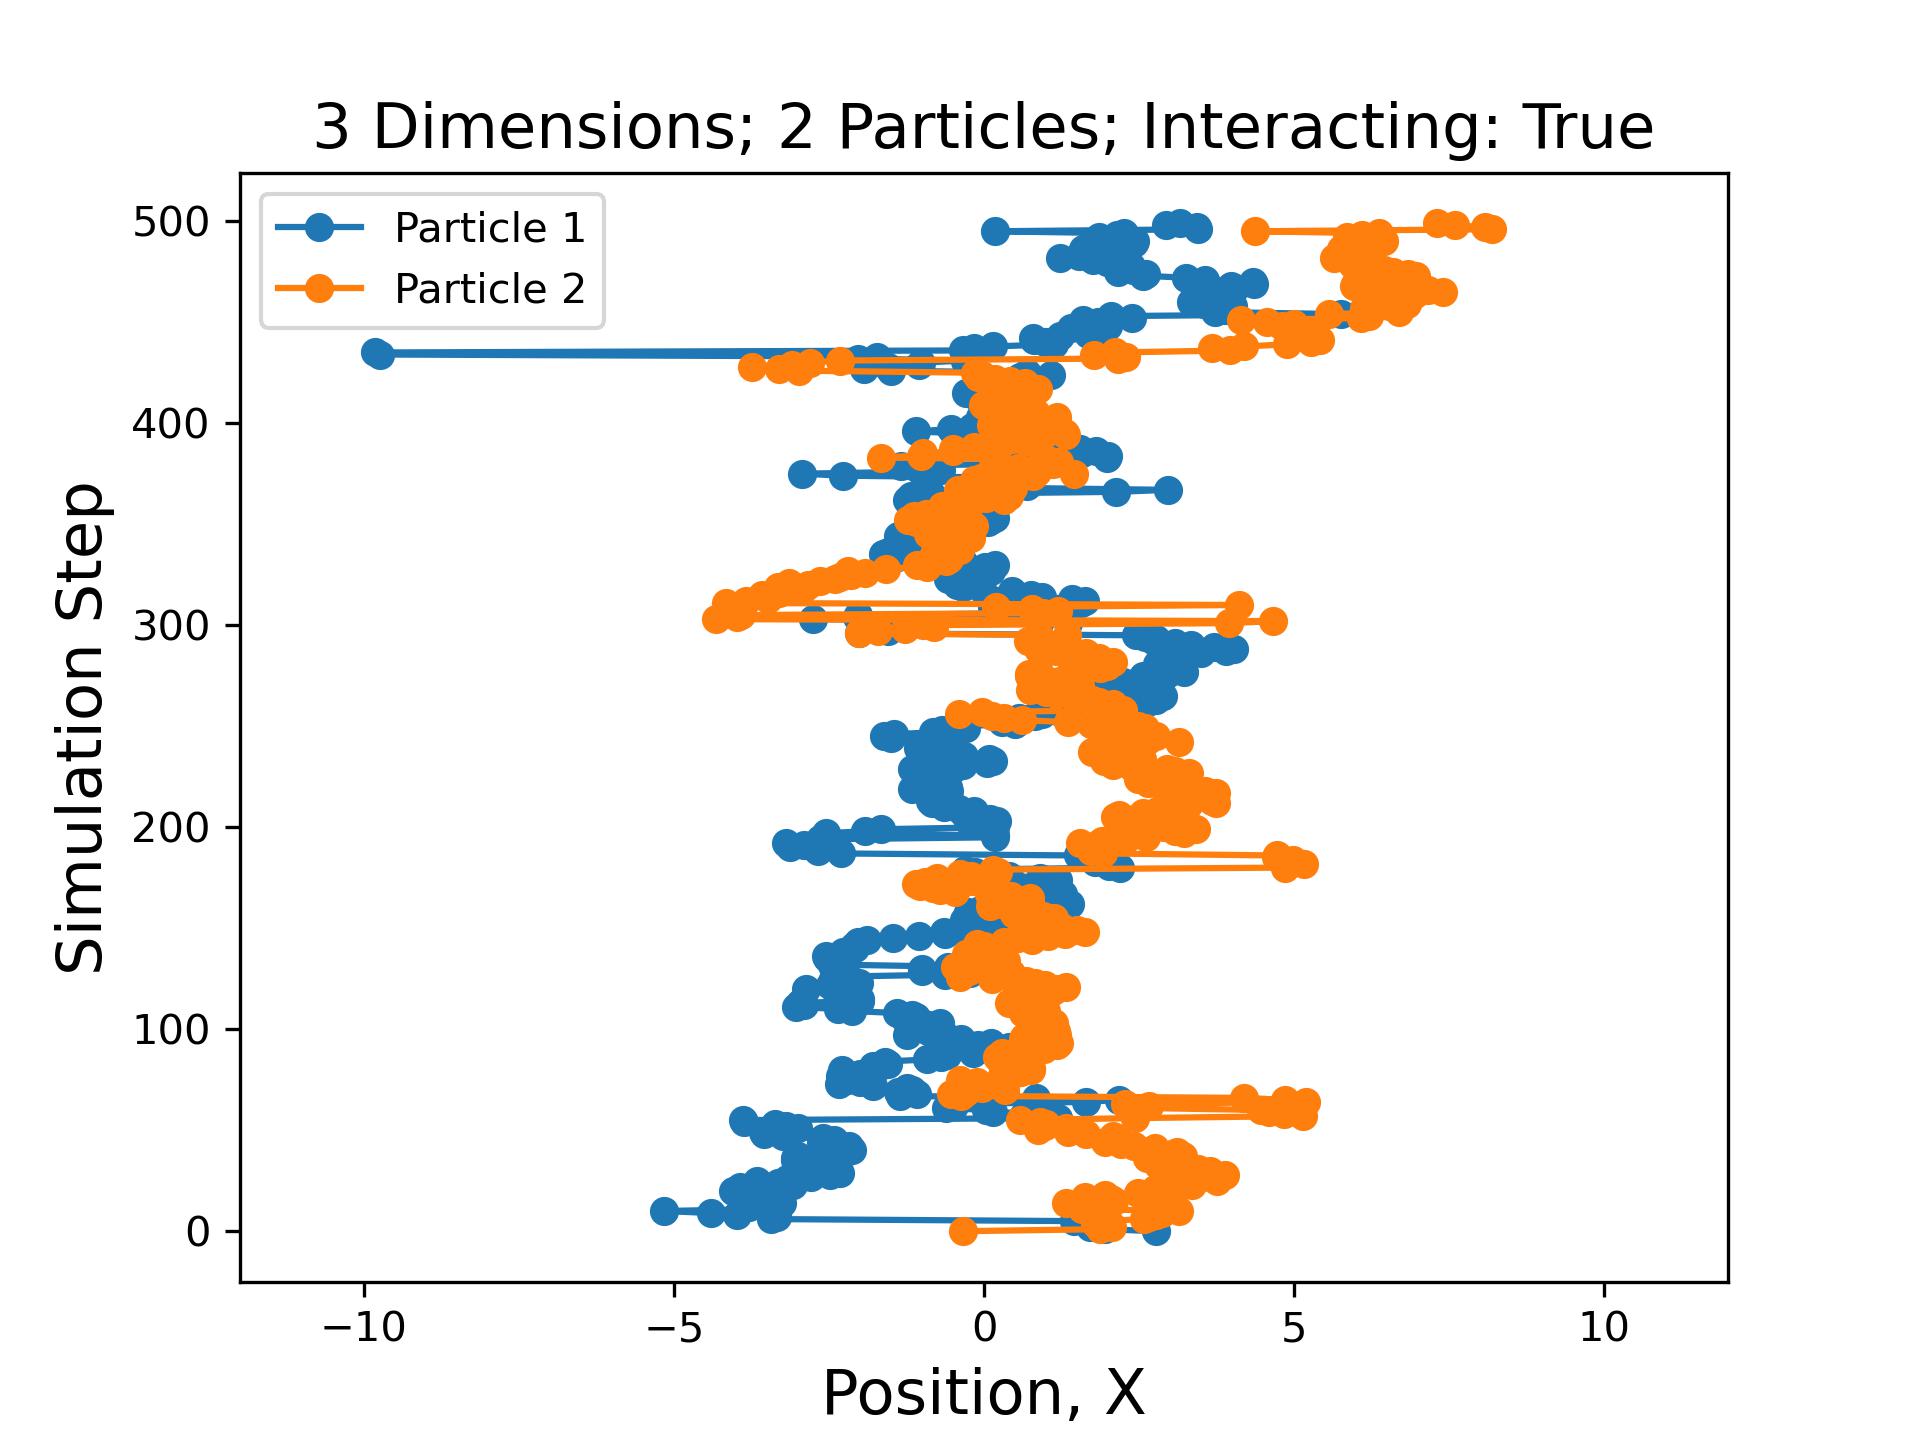 3 Dimensions; 2 Particles; Interacting: True
Particle 1
Particle 2
Simulation Step
500
400
300
200
100
0
−10
−5
0
5
10
Position, X